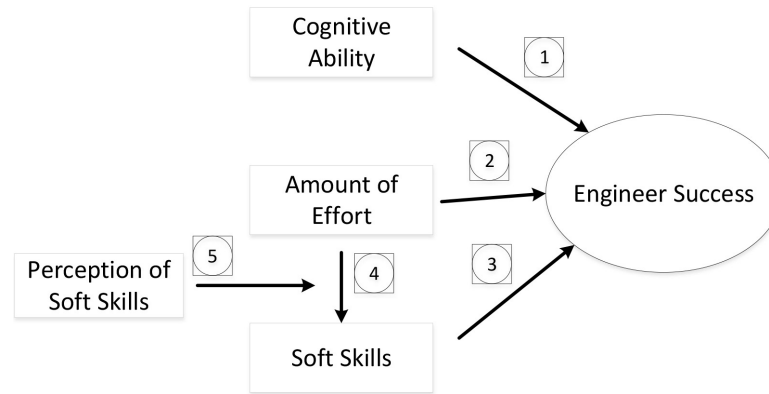 Cognitive
Ability
1
2
Amount of
Effort
Engineer Success
5
Perception of
Soft Skills
4
3
Soft Skills